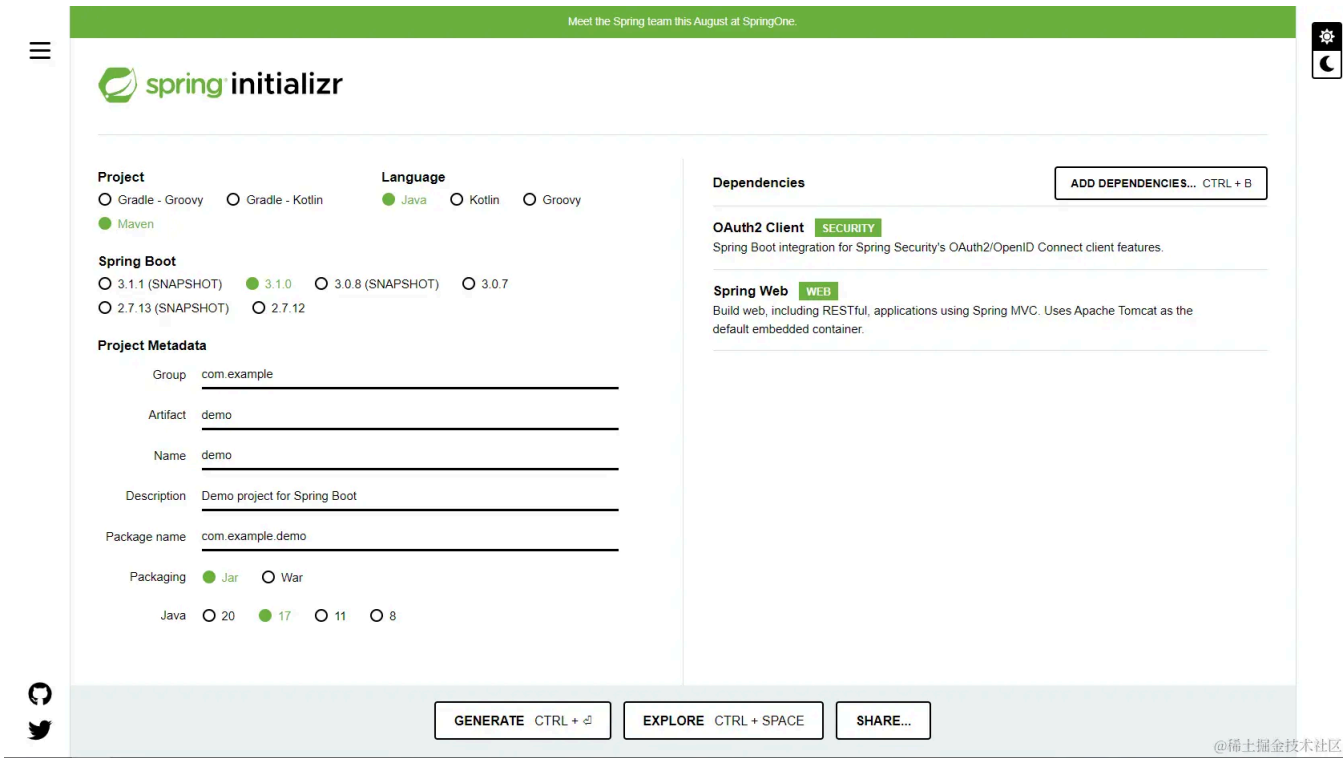 Meet the Spring team this August at SpringOne.
spring initializr
Project
Gradle - Groovy Gradle - Kotlin
Maven
Language
Java Kotlin Groovy
Spring Boot
3.1.1 (SNAPSHOT) 3.1.0 3.0.8 (SNAPSHOT) 3.0.7
2.7.13 (SNAPSHOT) 2.7.12
Project Metadata
Group com.example
Artifact demo
Name demo
Description Demo project for Spring Boot
Package name com.example.demo
Packaging Jar War
Java 20 17 11 8
Dependencies
ADD DEPENDENCIES... CTRL + B
OAuth2 Client SECURITY
Spring Boot integration for Spring Security's OAuth2/OpenID Connect client features.
Spring Web WEB
Build web, including RESTful, applications using Spring MVC. Uses Apache Tomcat as the
default embedded container.
GENERATE CTRL + ⏎ EXPLORE CTRL + SPACE SHARE...
@稀土掘金技术社区